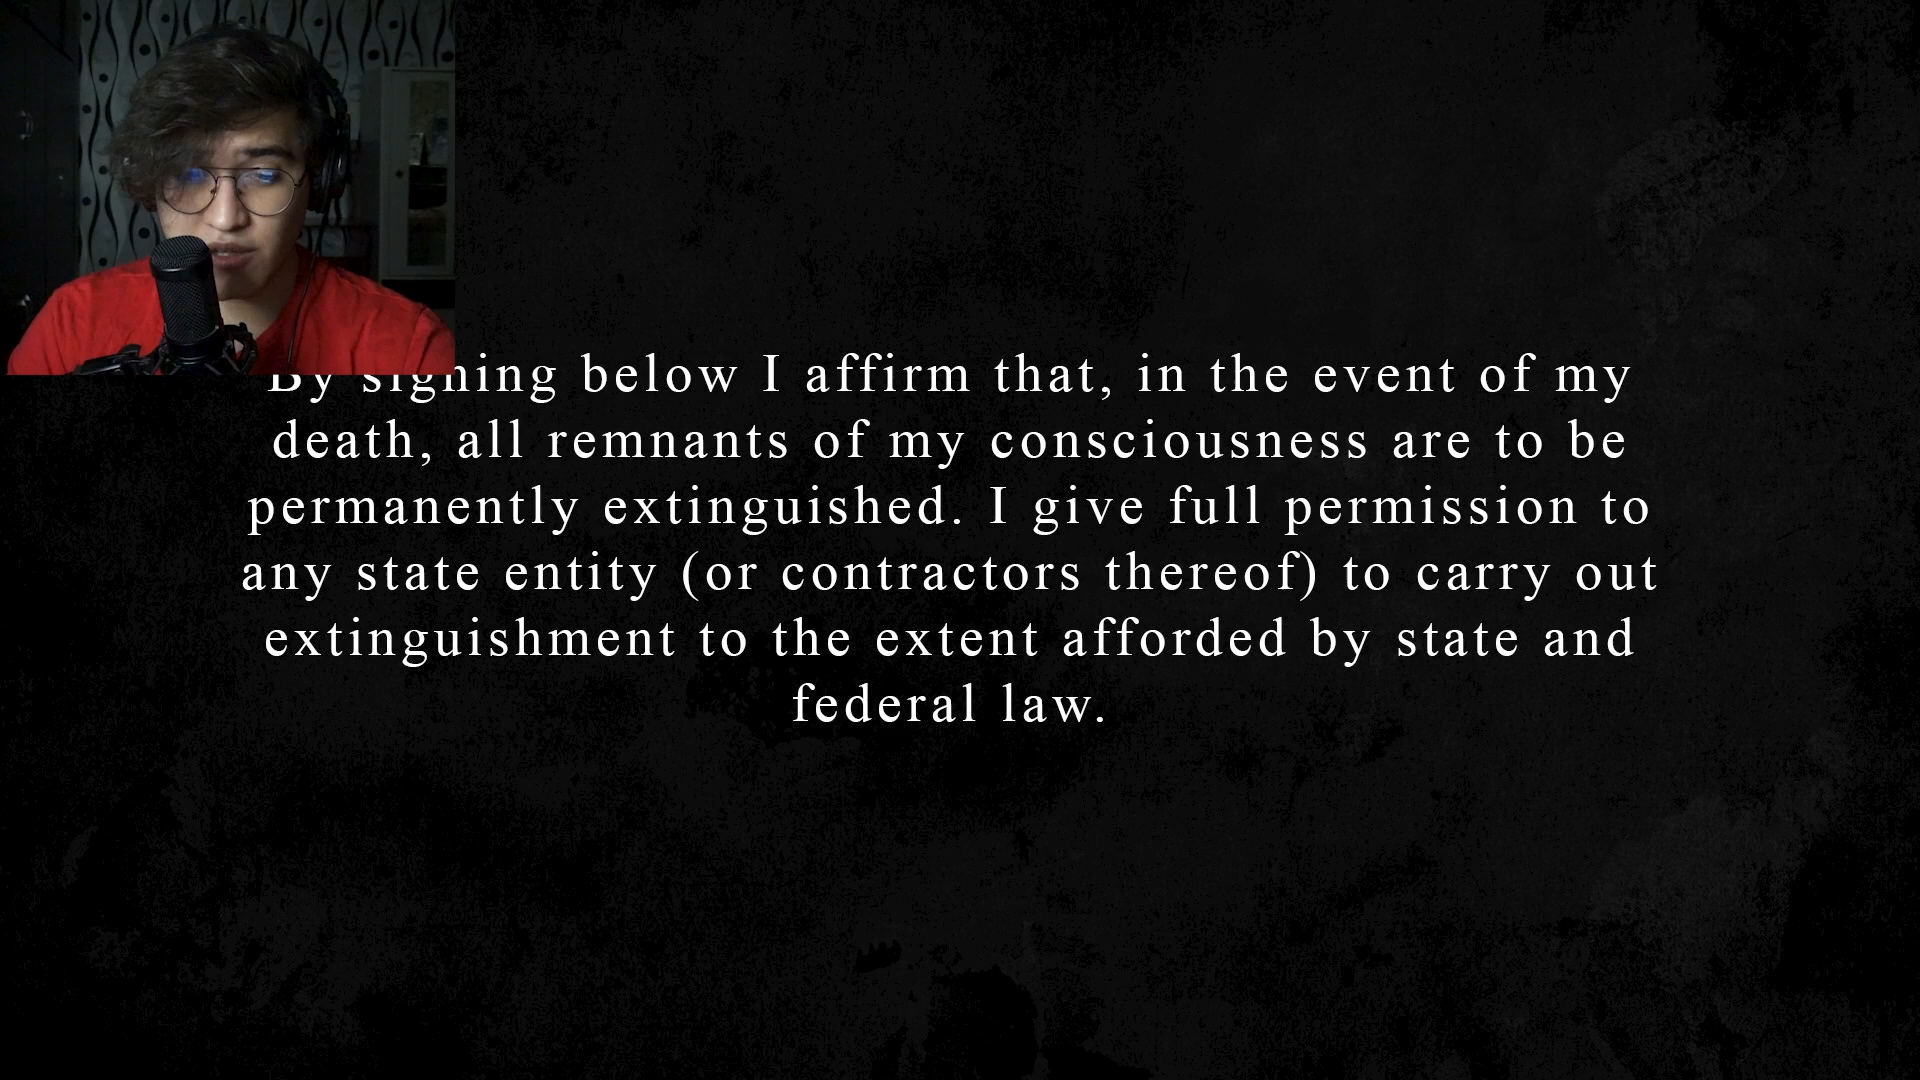 By signing below I affirm that, in the event of my
death, all remnants of my consciousness are to be
permanently extinguished. I give full permission to
any state entity (or contractors thereof) to carry out
extinguishment to the extent afforded by state and
federal law.